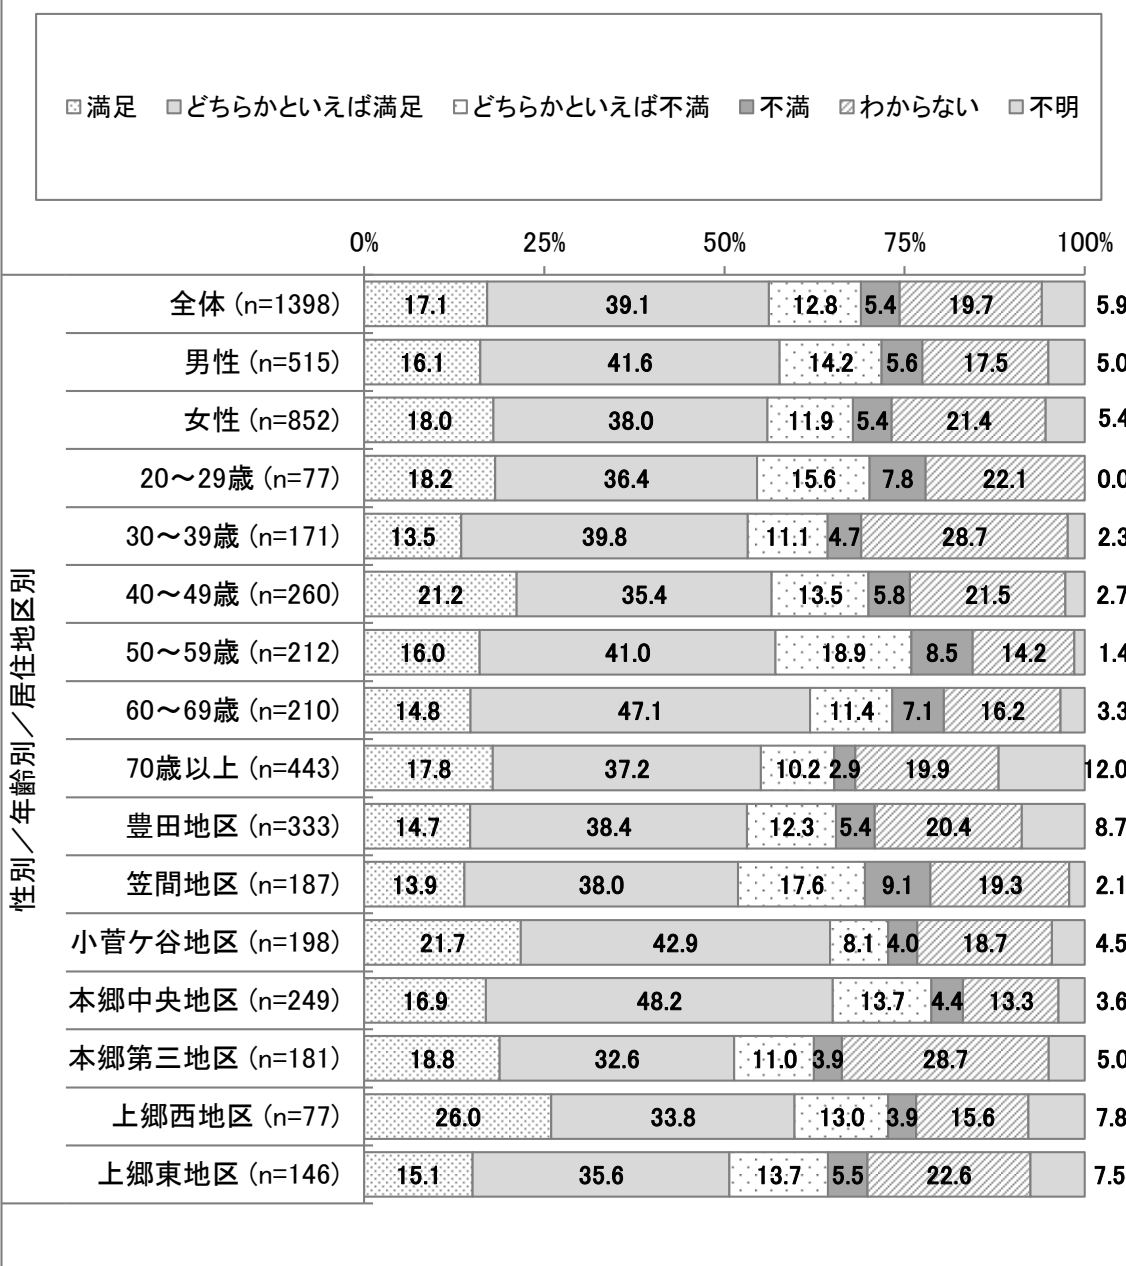 満足 どちらかといえば満足 どちらかといえば不満 不満 わからない 不明
0% 25% 50% 75% 100%
性別／年齢別／居住地区別
全体（n=1398） 17.1 39.1 12.8 5.4 19.7 5.9
男性（n=515） 16.1 41.6 14.2 5.6 17.5 5.0
女性（n=852） 18.0 38.0 11.9 5.4 21.4 5.4
20～29歳（n=77） 18.2 36.4 15.6 7.8 22.1 0.0
30～39歳（n=171） 13.5 39.8 11.1 4.7 28.7 2.3
40～49歳（n=260） 21.2 35.4 13.5 5.8 21.5 2.7
50～59歳（n=212） 16.0 41.0 18.9 8.5 14.2 1.4
60～69歳（n=210） 14.8 47.1 11.4 7.1 16.2 3.3
70歳以上（n=443） 17.8 37.2 10.2 2.9 19.9 12.0
豊田地区（n=333） 14.7 38.4 12.3 5.4 20.4 8.7
笠間地区（n=187） 13.9 38.0 17.6 9.1 19.3 2.1
小菅ケ谷地区（n=198） 21.7 42.9 8.1 4.0 18.7 4.5
本郷中央地区（n=249） 16.9 48.2 13.7 4.4 13.3 3.6
本郷第三地区（n=181） 18.8 32.6 11.0 3.9 28.7 5.0
上郷西地区（n=77） 26.0 33.8 13.0 3.9 15.6 7.8
上郷東地区（n=146） 15.1 35.6 13.7 5.5 22.6 7.5